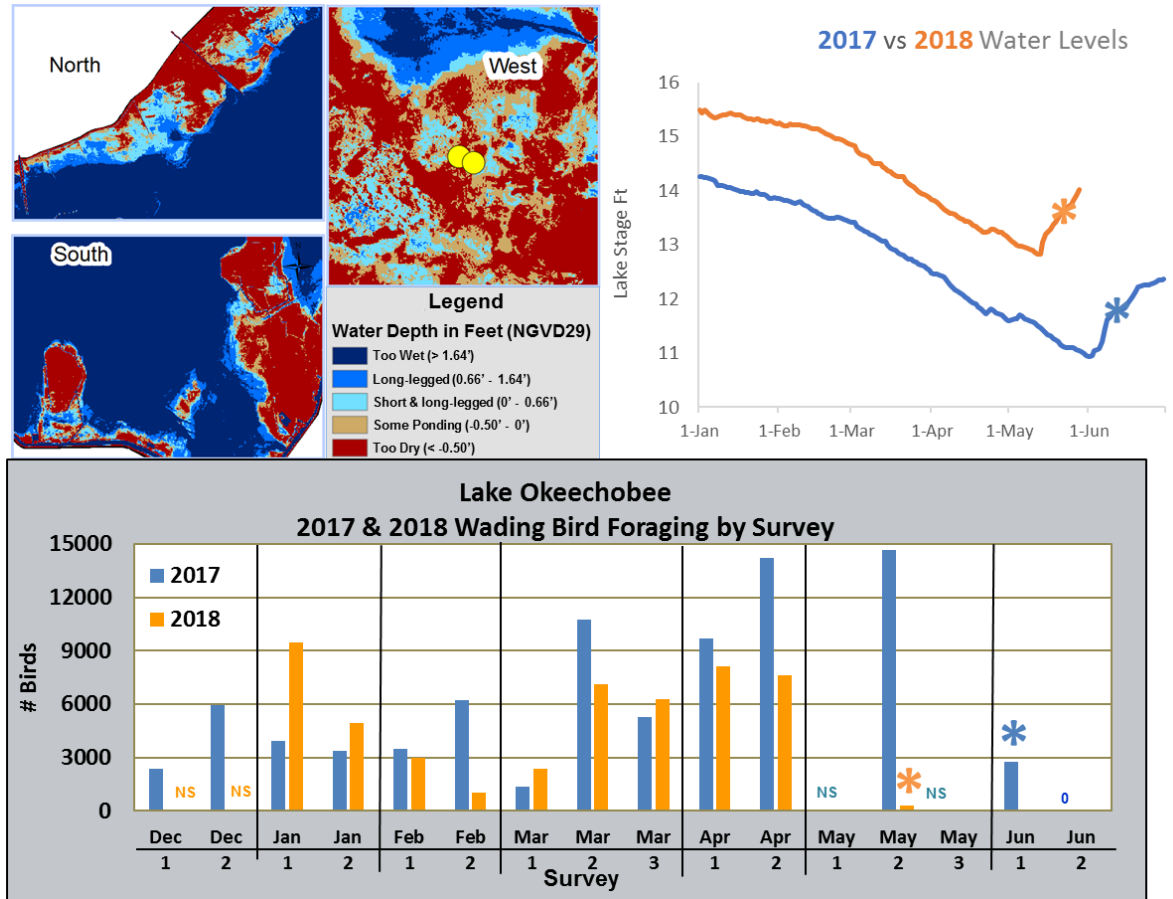 North
West
South
N
Legend
Water Depth in Feet (NGVD29)
Too Wet (> 1.64')
Long-legged (0.66' - 1.64')
Short & long-legged (0' - 0.66')
Some Ponding (-0.50' - 0')
Too Dry (< -0.50')
2017 vs 2018 Water Levels
Lake Stage Ft
16
15
14
13
12
11
10
1-Jan 1-Feb 1-Mar 1-Apr 1-May 1-Jun
Lake Okeechobee
2017 & 2018 Wading Bird Foraging by Survey
# Birds
15000
12000
9000
6000
3000
0
2017
2018
NS NS NS NS 0
Dec Dec Jan Jan Feb Feb Mar Mar Mar Apr Apr May May May Jun Jun
1 2 1 2 1 2 1 2 3 1 2 1 2 3 1 2
Survey